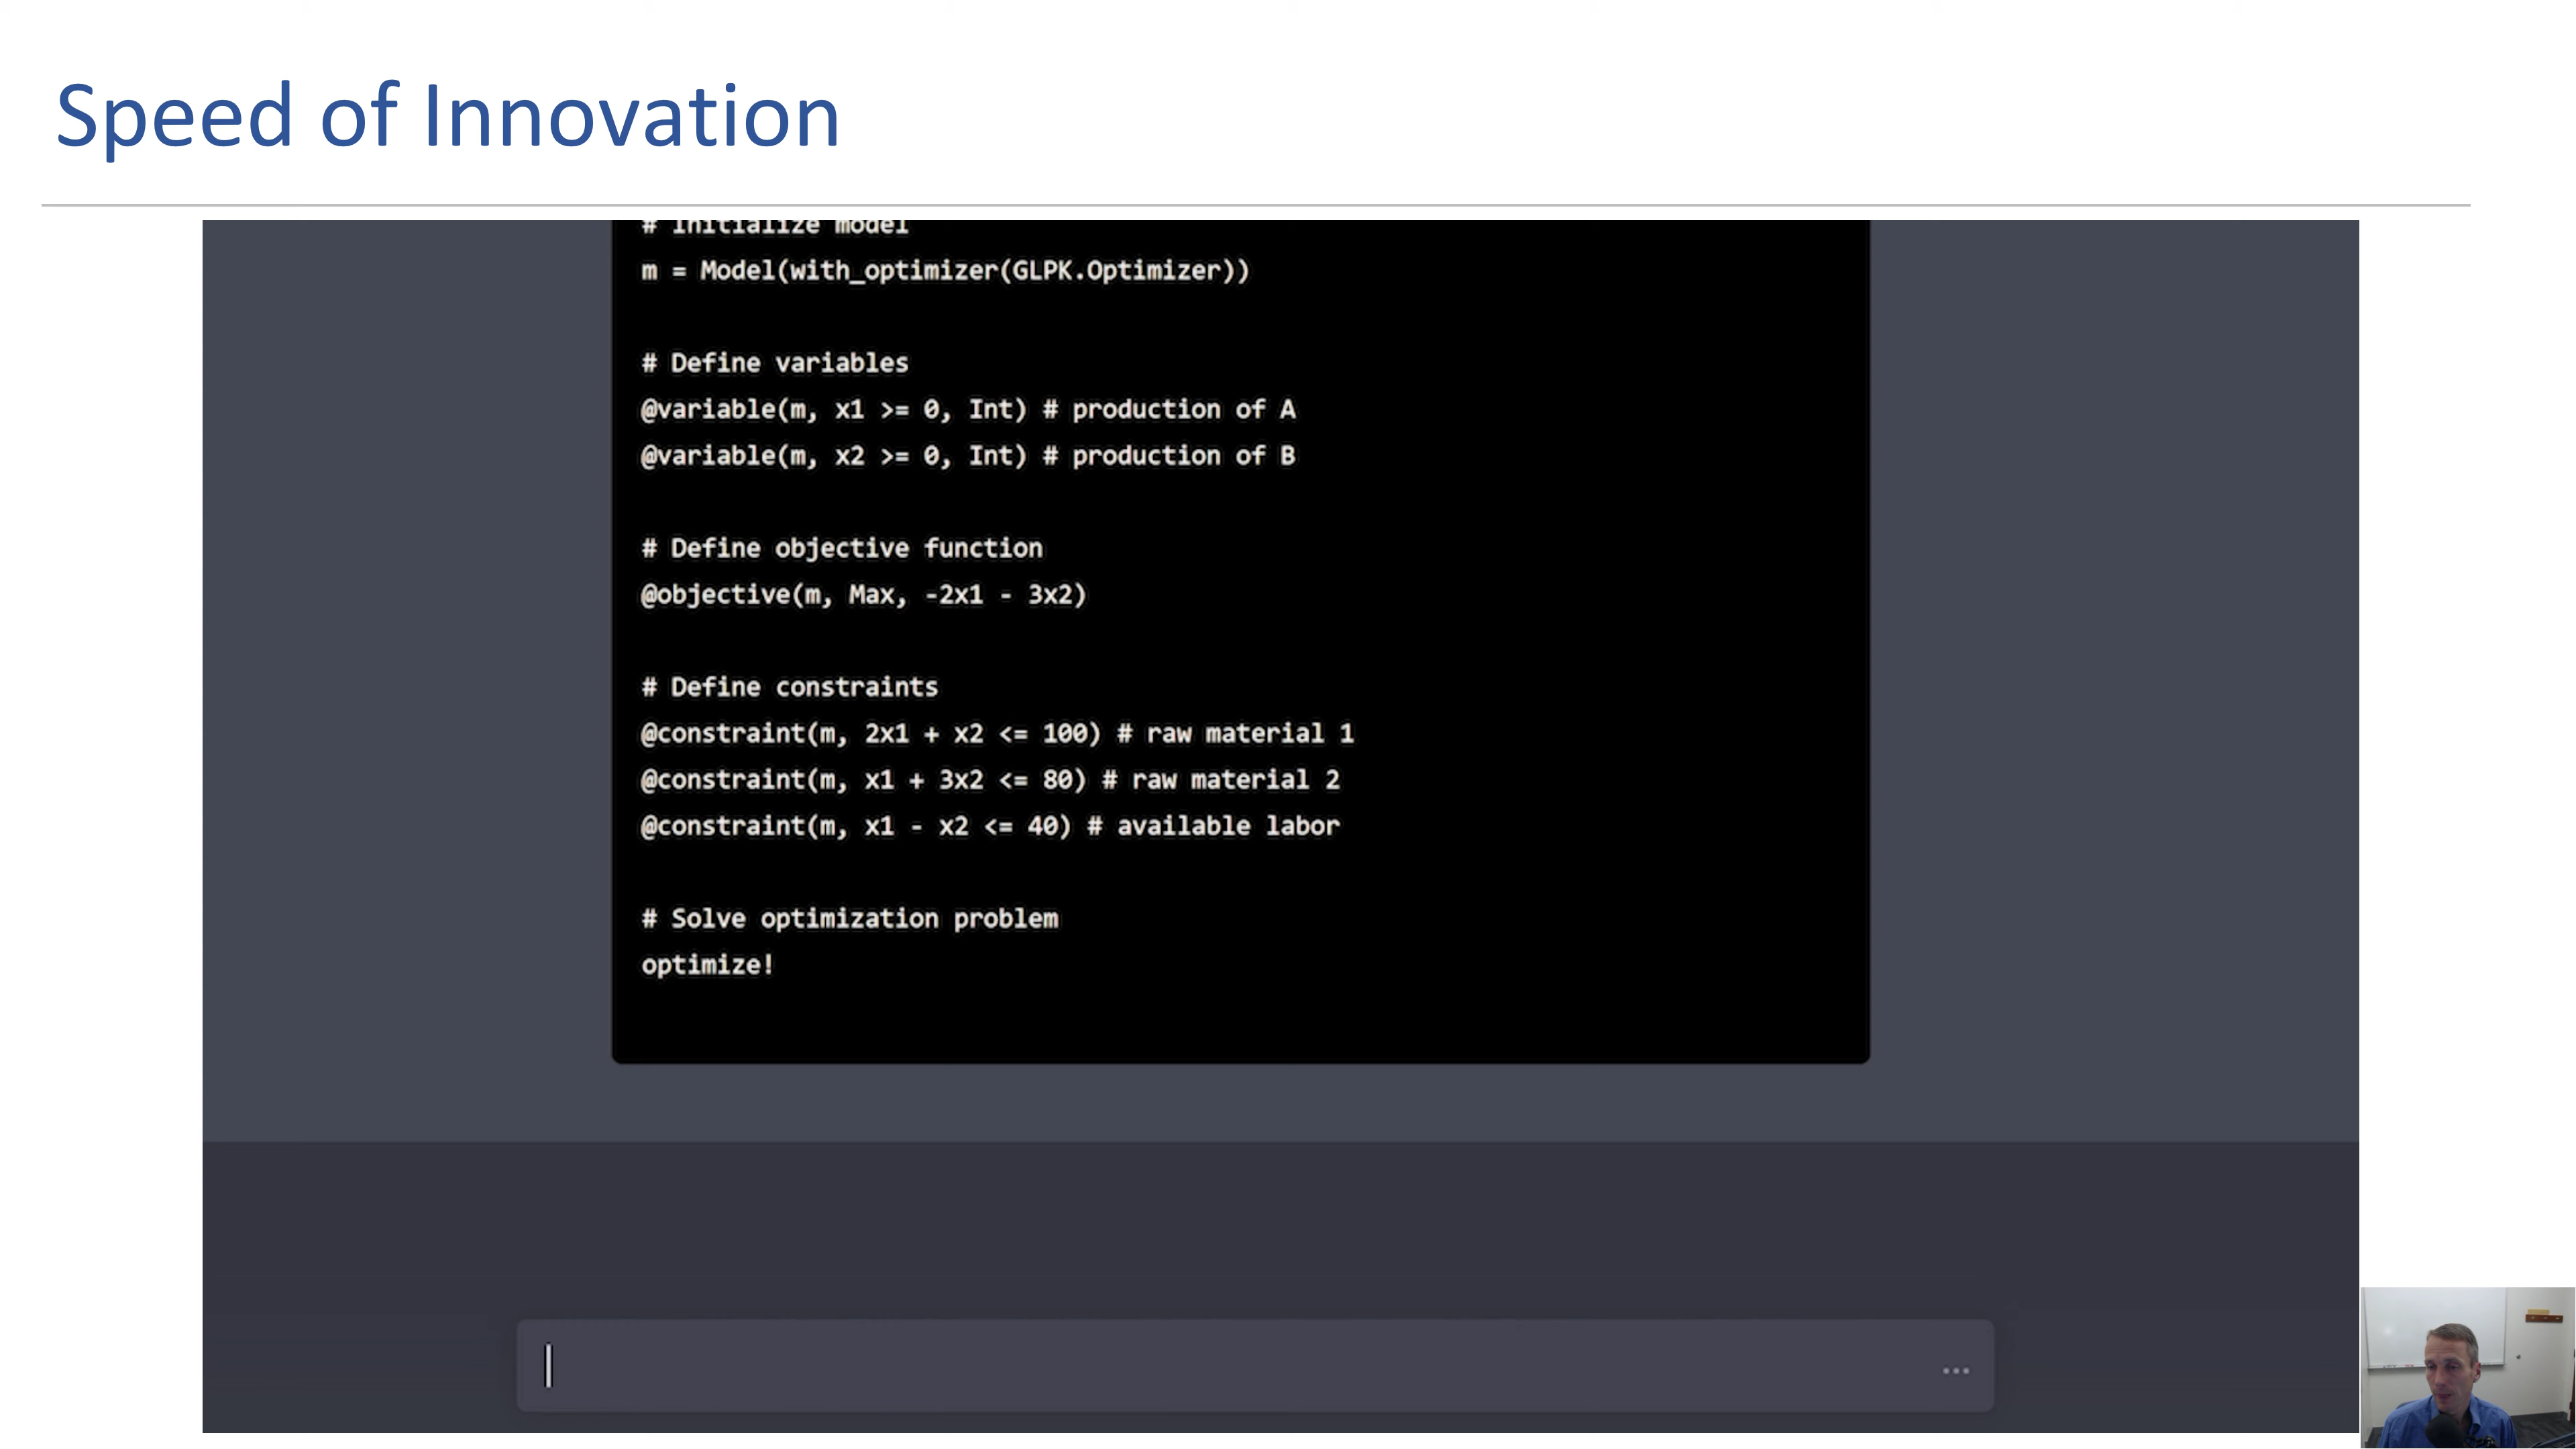 Speed of Innovation
# Initialize model
m = Model(with_optimizer(GLPK.Optimizer))
# Define variables
@variable(m, x1 >= 0, Int) # production of A
@variable(m, x2 >= 0, Int) # production of B
# Define objective function
@objective(m, Max, -2x1 - 3x2)
# Define constraints
@constraint(m, 2x1 + x2 <= 100) # raw material 1
@constraint(m, x1 + 3x2 <= 80) # raw material 2
@constraint(m, x1 - x2 <= 40) # available labor
# Solve optimization problem
optimize!